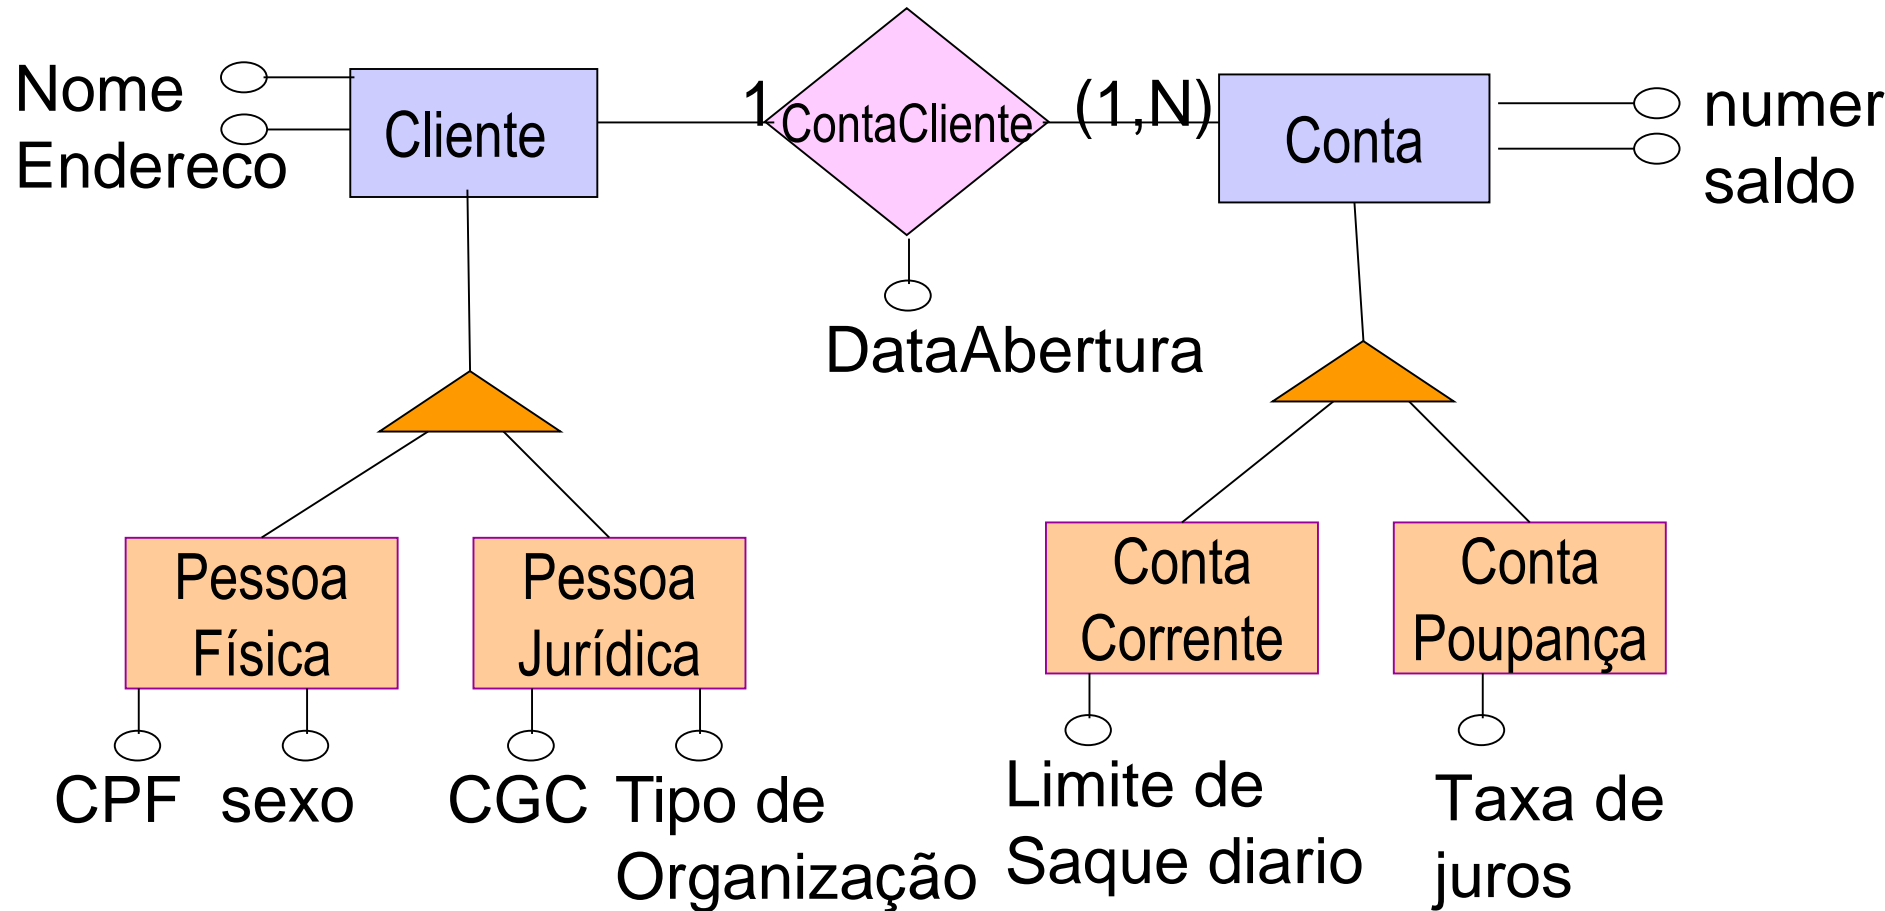 Nome
Endereco
Cliente
1
ContaCliente
(1,N)
Conta
numer
saldo
DataAbertura
Pessoa
Física
Pessoa
Jurídica
Conta
Corrente
Conta
Poupança
CPF
sexo
CGC
Tipo de
Organização
Limite de
Saque diario
Taxa de
juros